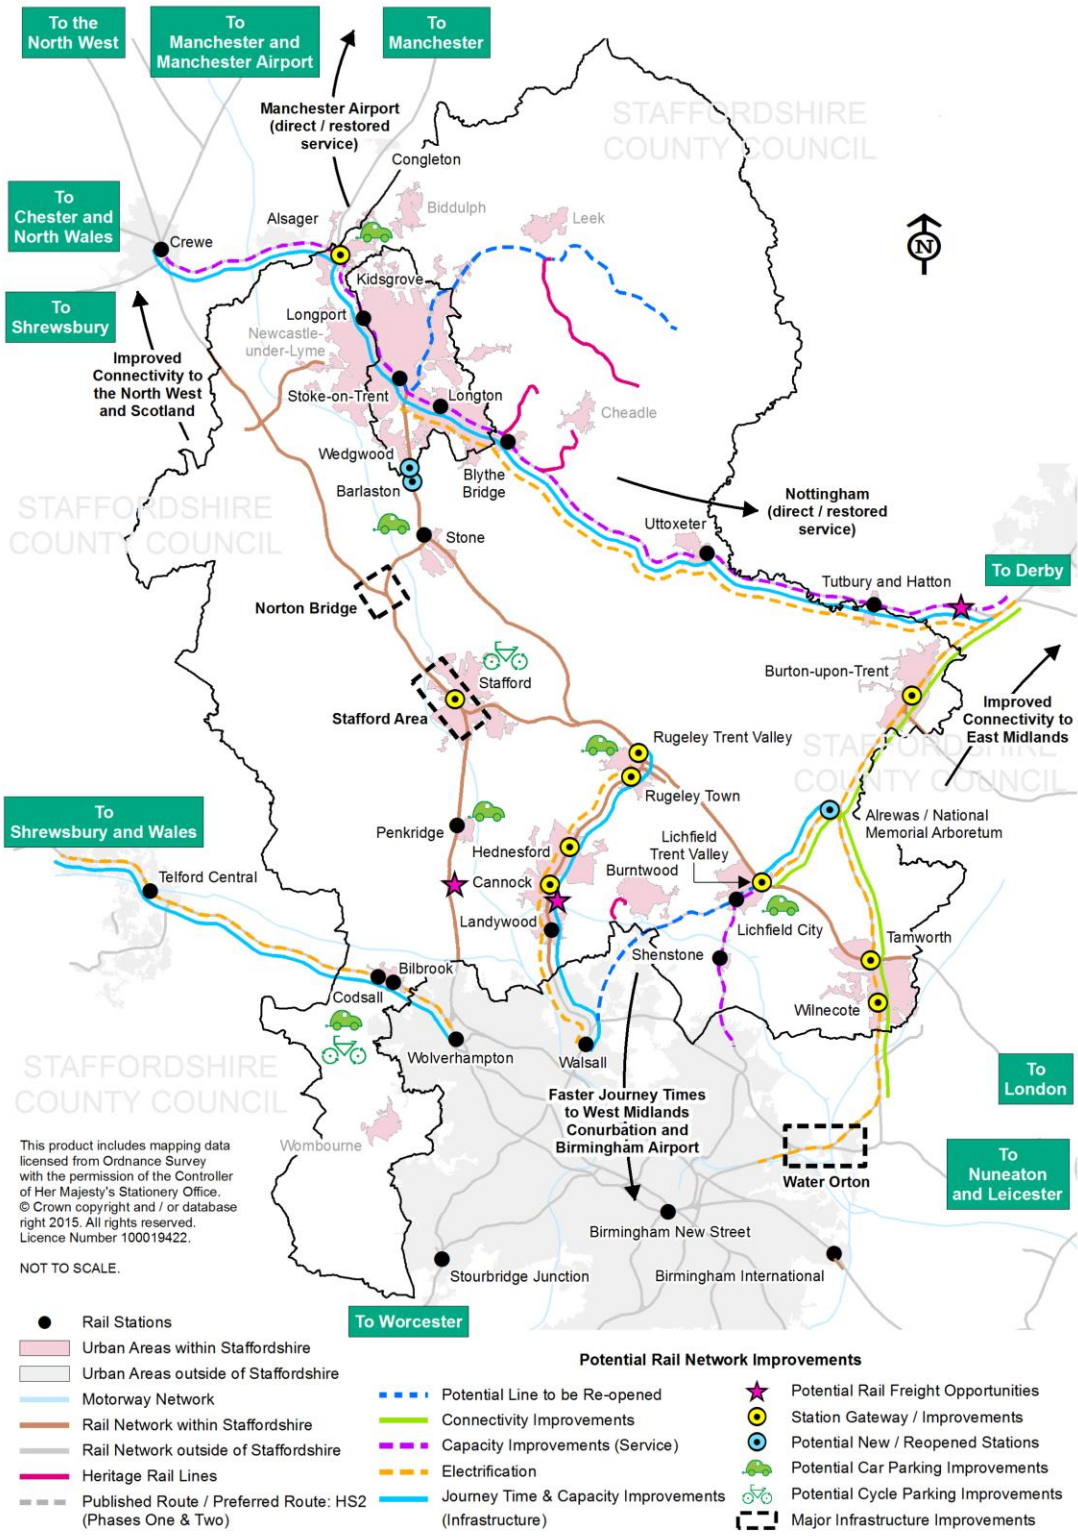 To the
North West
To
Manchester and
Manchester Airport
To
Manchester
STAFFORDSHIRE
COUNTY COUNCIL
Manchester Airport
(direct / restored
service)
Congleton
To
Chester and
North Wales
Alsager
Biddulph
Leek
Crewe
N
Kidsgrove
To
Shrewsbury
Longport
Newcastle-
under-Lyme
Improved
Connectivity to
the North West
and Scotland
Stoke-on-Trent
Longton
Cheadle
Wedgwood
Blythe
Bridge
Barlaston
Nottingham
(direct / restored
service)
STAFFORDSHIRE
COUNTY COUNCIL
Uttoxeter
Stone
To Derby
Tutbury and Hatton
Norton Bridge
Burton-upon-Trent
Stafford
Stafford Area
Improved
Connectivity to
East Midlands
Rugeley Trent Valley
STAFFORDSHIRE
COUNTY COUNCIL
Rugeley Town
To
Shrewsbury and Wales
Penkridge
Alrewas / National
Memorial Arboretum
Hednesford
Lichfield
Trent Valley
Burntwood
Telford Central
Cannock
Landywood
Lichfield City
Tamworth
Shenstone
Bilbrook
Codsall
Wilnecote
Wolverhampton
Walsall
STAFFORDSHIRE
COUNTY COUNCIL
To
London
Faster Journey Times
to West Midlands
Conurbation and
Birmingham Airport
Wombourne
This product includes mapping data
licensed from Ordnance Survey
with the permission of the Controller
of Her Majesty's Stationery Office.
© Crown copyright and / or database
right 2015. All rights reserved.
Licence Number 100019422.
To
Nuneaton
and Leicester
Water Orton
Birmingham New Street
NOT TO SCALE.
Stourbridge Junction
Birmingham International
To Worcester
Rail Stations
Urban Areas within Staffordshire
Urban Areas outside of Staffordshire
Motorway Network
Rail Network within Staffordshire
Rail Network outside of Staffordshire
Heritage Rail Lines
Published Route / Preferred Route: HS2
(Phases One & Two)
Potential Rail Network Improvements
Potential Line to be Re-opened
Connectivity Improvements
Capacity Improvements (Service)
Electrification
Journey Time & Capacity Improvements
(Infrastructure)
Potential Rail Freight Opportunities
Station Gateway / Improvements
Potential New / Reopened Stations
Potential Car Parking Improvements
Potential Cycle Parking Improvements
Major Infrastructure Improvements